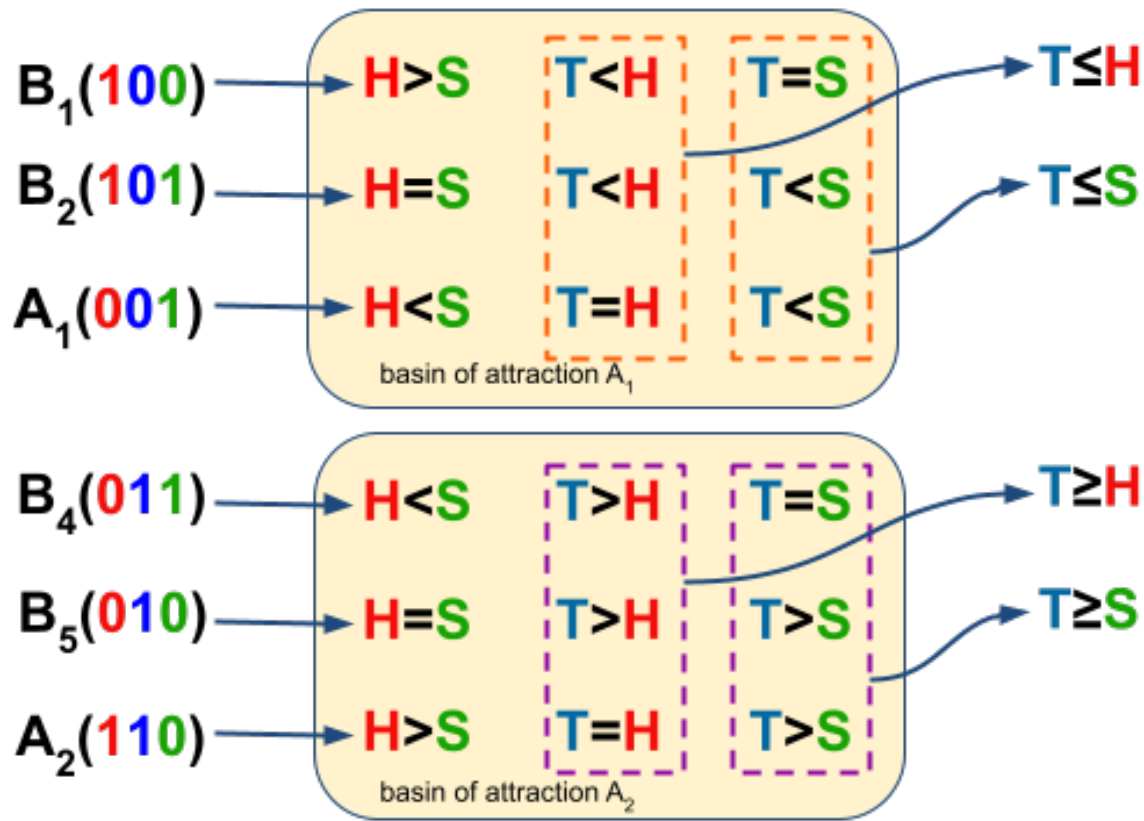 B₁(100) H>S T<H T=S T≤H
B₂(101) H=S T<H T<S T≤S
A₁(001) H<S T=H T<S
basin of attraction A₁
B₄(011) H<S T>H T=S T≥H
B₅(010) H=S T>H T>S T≥S
A₂(110) H>S T=H T>S
basin of attraction A₂